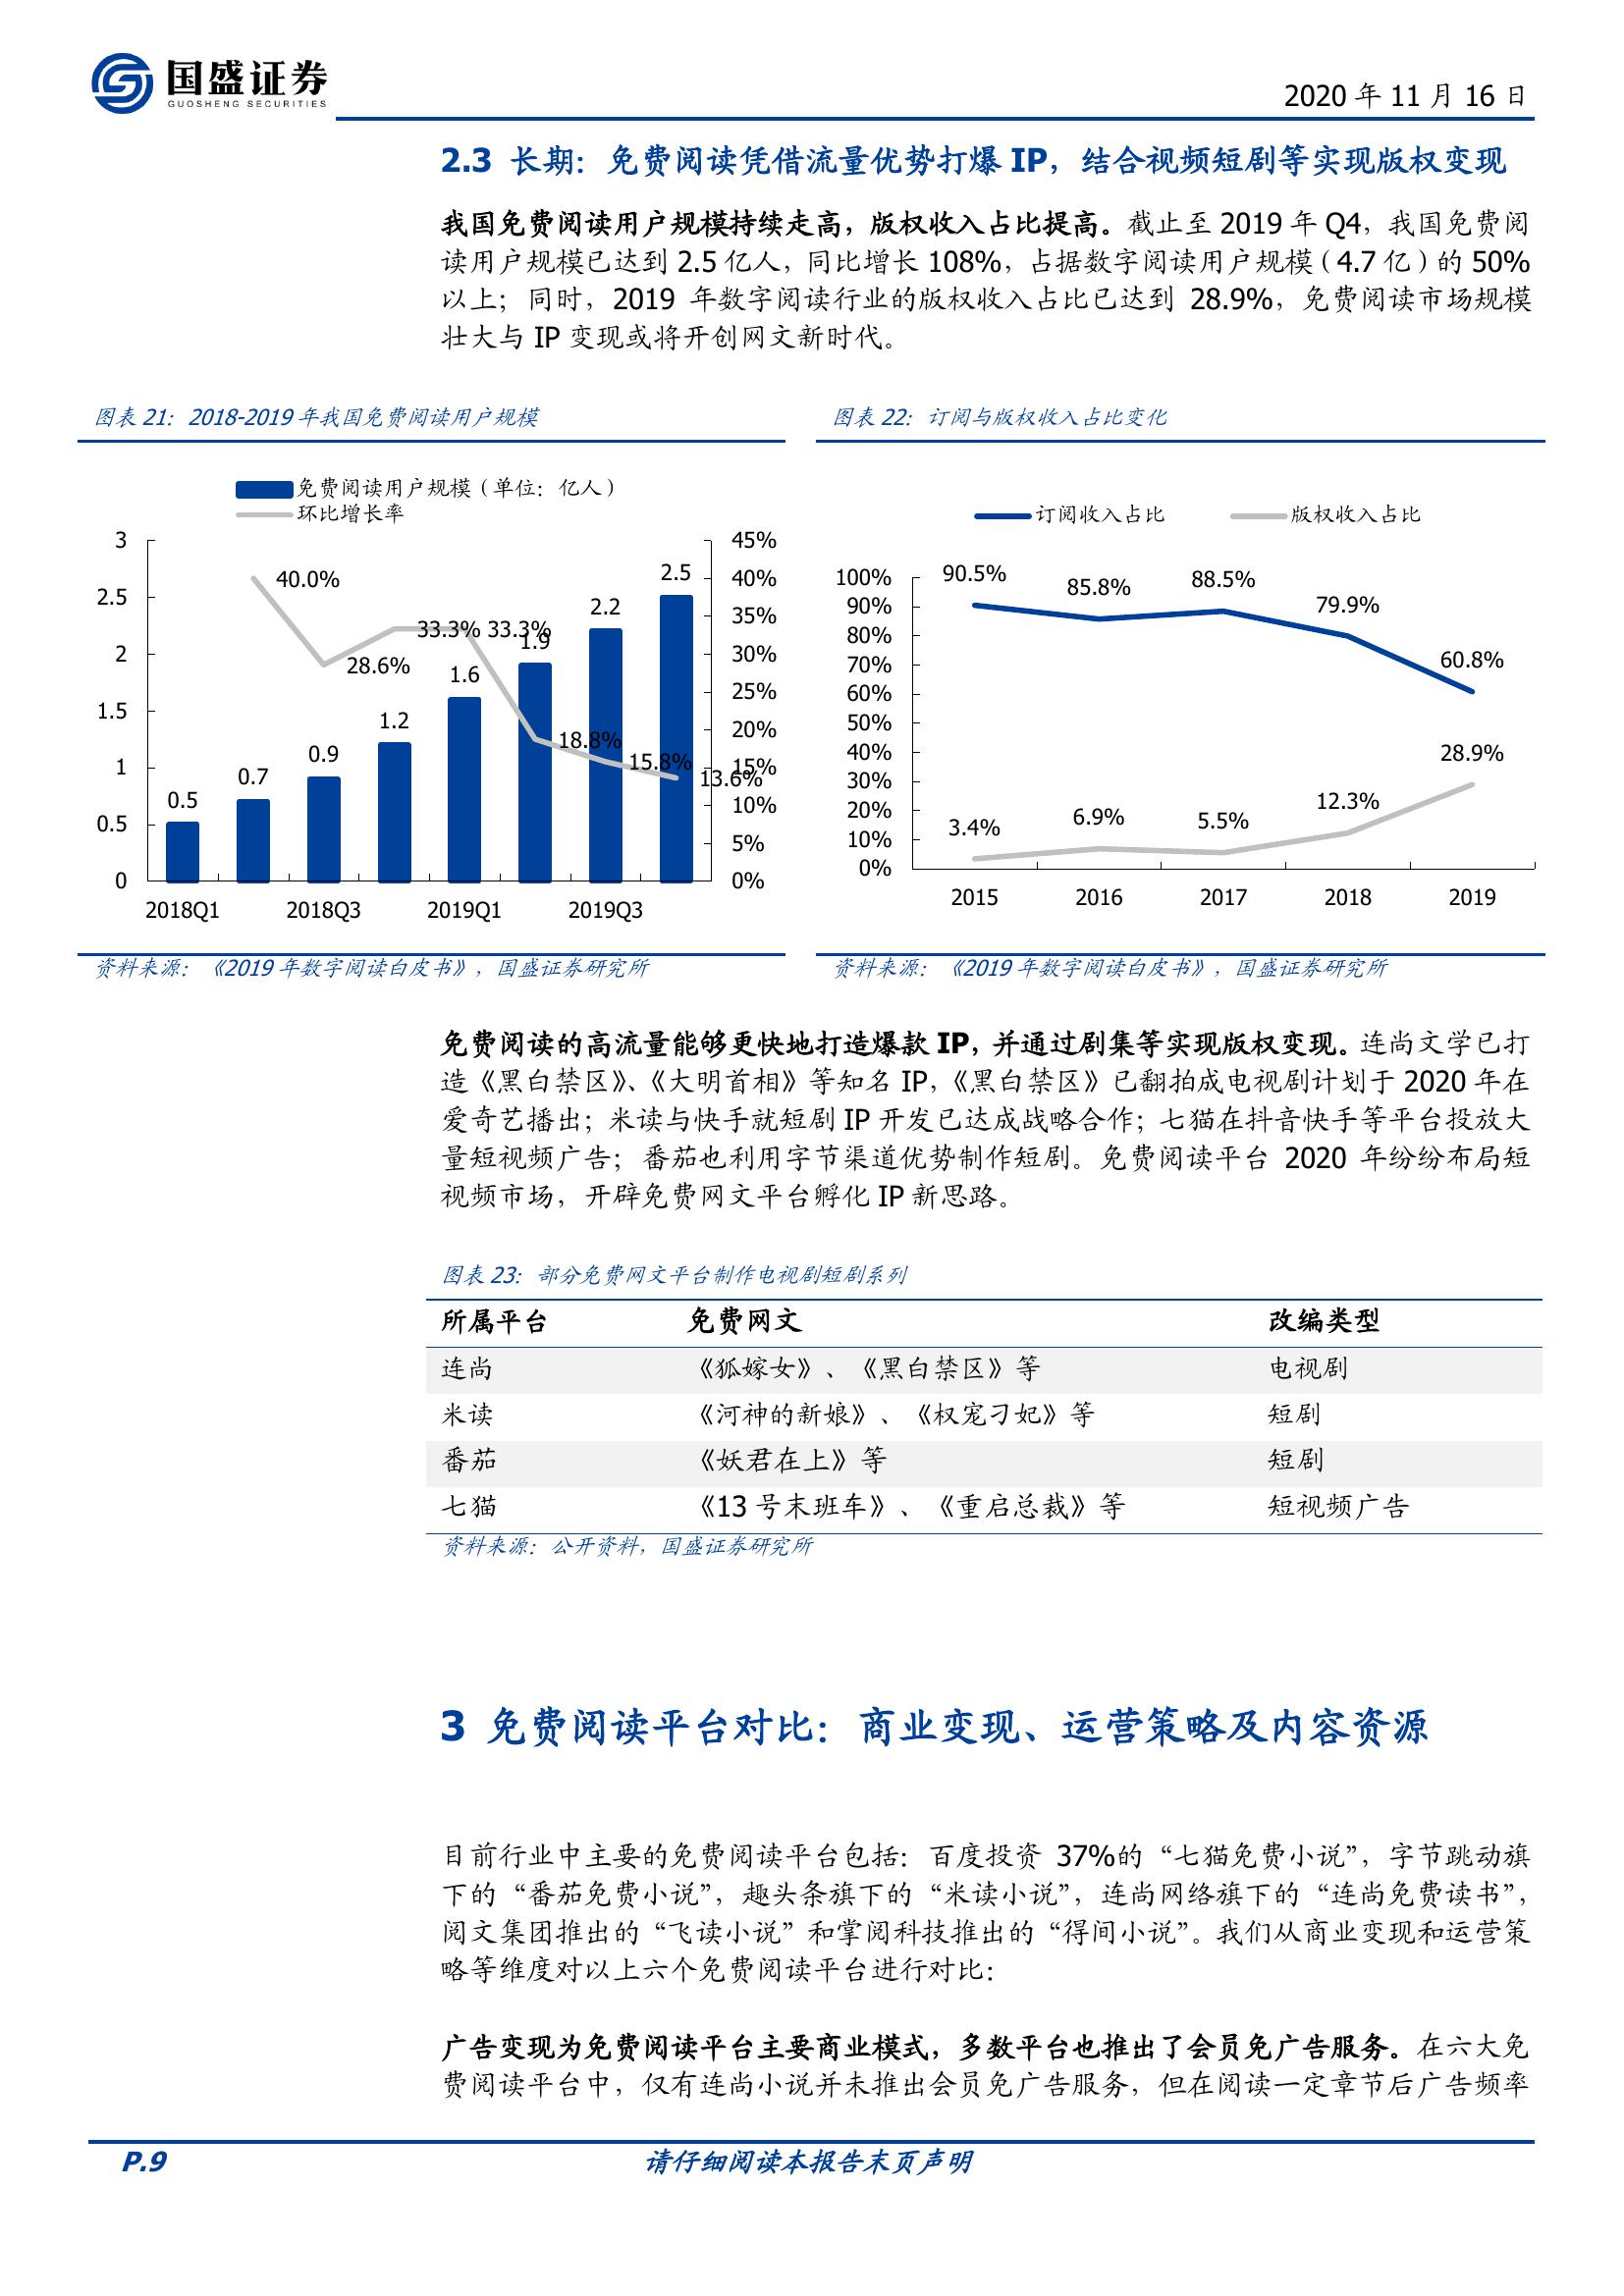 国盛证券
GUOSHENG SECURITIES
2020 年 11 月 16 日
2.3 长期：免费阅读凭借流量优势打爆 IP，结合视频短剧等实现版权变现
我国免费阅读用户规模持续走高，版权收入占比提高。截止至 2019 年 Q4，我国免费阅
读用户规模已达到 2.5 亿人，同比增长 108%，占据数字阅读用户规模（4.7 亿）的 50%
以上；同时，2019 年数字阅读行业的版权收入占比已达到 28.9%，免费阅读市场规模
壮大与 IP 变现或将开创网文新时代。
图表 21：2018-2019 年我国免费阅读用户规模
免费阅读用户规模（单位：亿人）
环比增长率
3
2.5
2
1.5
1
0.5
0
45%
40%
35%
30%
25%
20%
15%
10%
5%
0%
0.5
0.7
0.9
1.2
1.6
1.9
2.2
2.5
40.0%
28.6%
33.3%
33.3%
18.8%
15.8%
13.6%
2018Q1
2018Q3
2019Q1
2019Q3
资料来源：《2019 年数字阅读白皮书》，国盛证券研究所
图表 22：订阅与版权收入占比变化
订阅收入占比
版权收入占比
100%
90%
80%
70%
60%
50%
40%
30%
20%
10%
0%
90.5%
85.8%
88.5%
79.9%
60.8%
3.4%
6.9%
5.5%
12.3%
28.9%
2015
2016
2017
2018
2019
资料来源：《2019 年数字阅读白皮书》，国盛证券研究所
免费阅读的高流量能够更快地打造爆款 IP，并通过剧集等实现版权变现。连尚文学已打
造《黑白禁区》、《大明首相》等知名 IP，《黑白禁区》已翻拍成电视剧计划于 2020 年在
爱奇艺播出；米读与快手就短剧 IP 开发已达成战略合作；七猫在抖音快手等平台投放大
量短视频广告；番茄也利用字节渠道优势制作短剧。免费阅读平台 2020 年纷纷布局短
视频市场，开辟免费网文平台孵化 IP 新思路。
图表 23：部分免费网文平台制作电视剧短剧系列
所属平台 免费网文 改编类型
连尚 《狐嫁女》、《黑白禁区》等 电视剧
米读 《河神的新娘》、《权宠刁妃》等 短剧
番茄 《妖君在上》等 短剧
七猫 《13 号末班车》、《重启总裁》等 短视频广告
资料来源：公开资料，国盛证券研究所
3 免费阅读平台对比：商业变现、运营策略及内容资源
目前行业中主要的免费阅读平台包括：百度投资 37%的“七猫免费小说”，字节跳动旗
下的“番茄免费小说”，趣头条旗下的“米读小说”，连尚网络旗下的“连尚免费读书”，
阅文集团推出的“飞读小说”和掌阅科技推出的“得间小说”。我们从商业变现和运营策
略等维度对以上六个免费阅读平台进行对比：
广告变现为免费阅读平台主要商业模式，多数平台也推出了会员免广告服务。在六大免
费阅读平台中，仅有连尚小说并未推出会员免广告服务，但在阅读一定章节后广告频率
P.9
请仔细阅读本报告末页声明